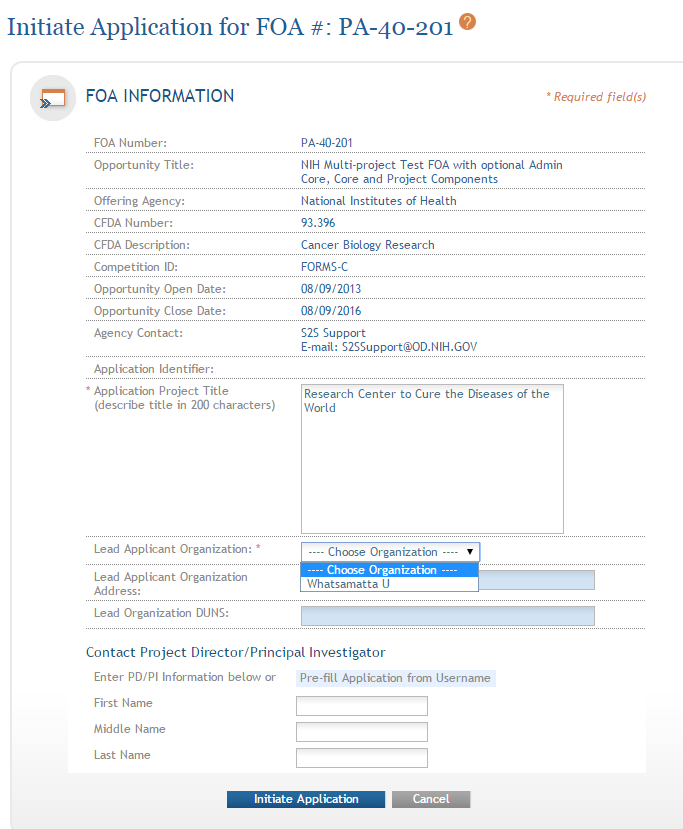 Initiate Application for FOA #: PA-40-201 ?
FOA INFORMATION
* Required field(s)
FOA Number: PA-40-201
Opportunity Title: NIH Multi-project Test FOA with optional Admin
Core, Core and Project Components
Offering Agency: National Institutes of Health
CFDA Number: 93.396
CFDA Description: Cancer Biology Research
Competition ID: FORMS-C
Opportunity Open Date: 08/09/2013
Opportunity Close Date: 08/09/2016
Agency Contact: S2S Support
E-mail: S2SSupport@OD.NIH.GOV
Application Identifier:
* Application Project Title
(describe title in 200 characters)
Research Center to Cure the Diseases of the
World
Lead Applicant Organization: * ---- Choose Organization ----
---- Choose Organization ----
Whatsamatta U
Lead Applicant Organization
Address:
Lead Organization DUNS:
Contact Project Director/Principal Investigator
Enter PD/PI Information below or Pre-fill Application from Username
First Name
Middle Name
Last Name
Initiate Application Cancel